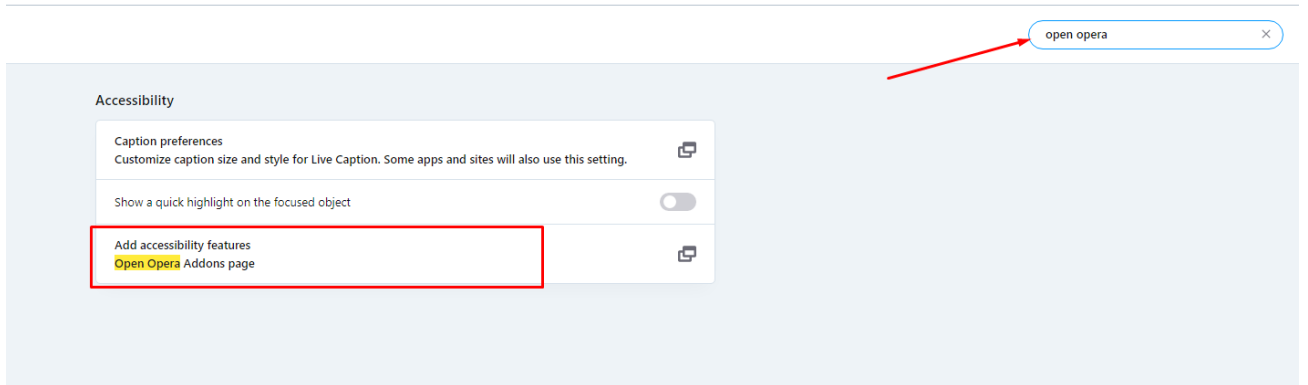 open opera
Accessibility
Caption preferences
Customize caption size and style for Live Caption. Some apps and sites will also use this setting.
Show a quick highlight on the focused object
Add accessibility features
Open Opera Addons page